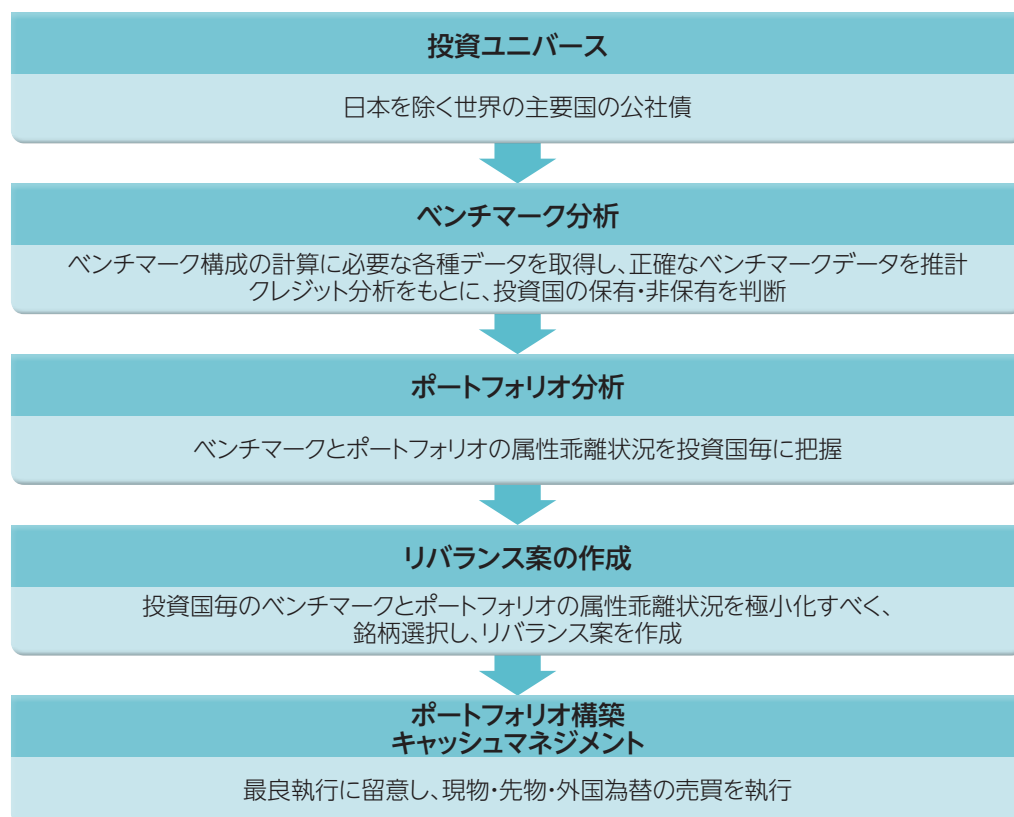 投資ユニバース
日本を除く世界の主要国の公社債
ベンチマーク分析
ベンチマーク構成の計算に必要な各種データを取得し、正確なベンチマークデータを推計
クレジット分析をもとに、投資国の保有・非保有を判断
ポートフォリオ分析
ベンチマークとポートフォリオの属性乖離状況を投資国毎に把握
リバランス案の作成
投資国毎のベンチマークとポートフォリオの属性乖離状況を極小化すべく、
銘柄選択し、リバランス案を作成
ポートフォリオ構築
キャッシュマネジメント
最良執行に留意し、現物・先物・外国為替の売買を執行